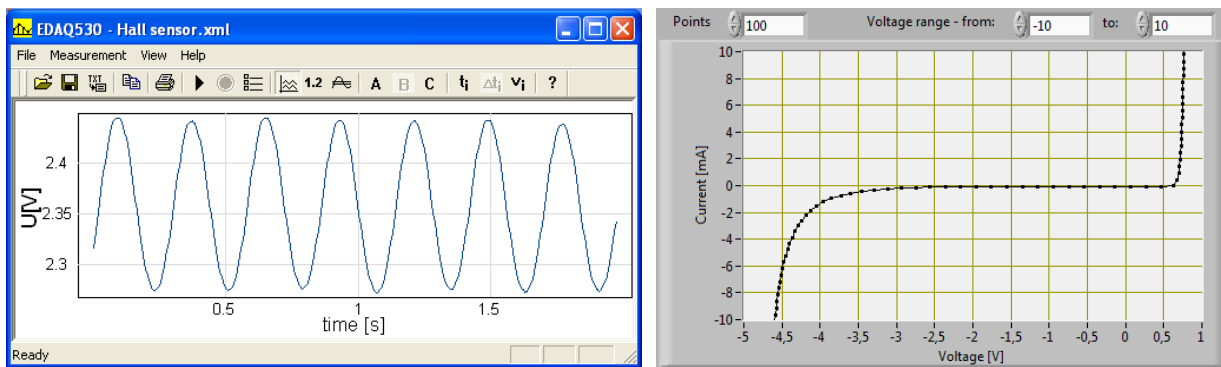 EDAQ530 - Hall sensor.xml
File Measurement View Help
TXT 1.2 A B C ti Δti vi ?
U[V]
2.4
2.35
2.3
0.5 1 1.5
time [s]
Ready
Points 100 Voltage range - from: -10 to: 10
Current [mA]
10
8
6
4
2
0
-2
-4
-6
-8
-10
-5 -4,5 -4 -3,5 -3 -2,5 -2 -1,5 -1 -0,5 0 0,5 1
Voltage [V]